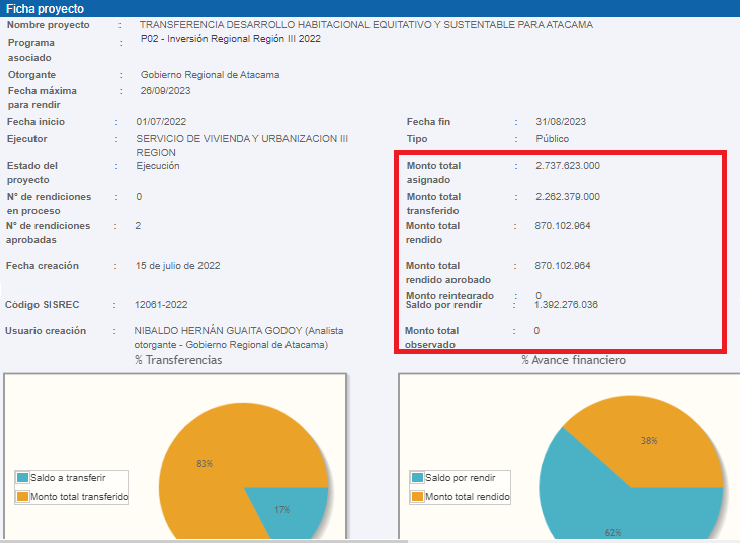 Ficha proyecto
Nombre proyecto : TRANSFERENCIA DESARROLLO HABITACIONAL EQUITATIVO Y SUSTENTABLE PARA ATACAMA
Programa asociado : P02 - Inversión Regional Región III 2022
Otorgante : Gobierno Regional de Atacama
Fecha máxima para rendir : 26/09/2023
Fecha inicio : 01/07/2022
Fecha fin : 31/08/2023
Ejecutor : SERVICIO DE VIVIENDA Y URBANIZACION III REGION
Tipo : Público
Estado del proyecto : Ejecución
Monto total asignado : 2.737.623.000
N° de rendiciones en proceso : 0
Monto total transferido : 2.262.379.000
N° de rendiciones aprobadas : 2
Monto total rendido : 870.102.964
Fecha creación : 15 de julio de 2022
Monto total rendido aprobado : 870.102.964
Monto reintegrado : 0
Código SISREC : 12061-2022
Saldo por rendir : 1.392.276.036
Usuario creación : NIBALDO HERNÁN GUAITA GODOY (Analista otorgante - Gobierno Regional de Atacama)
Monto total observado : 0
% Transferencias
83%
17%
Saldo a transferir
Monto total transferido
% Avance financiero
38%
62%
Saldo por rendir
Monto total rendido